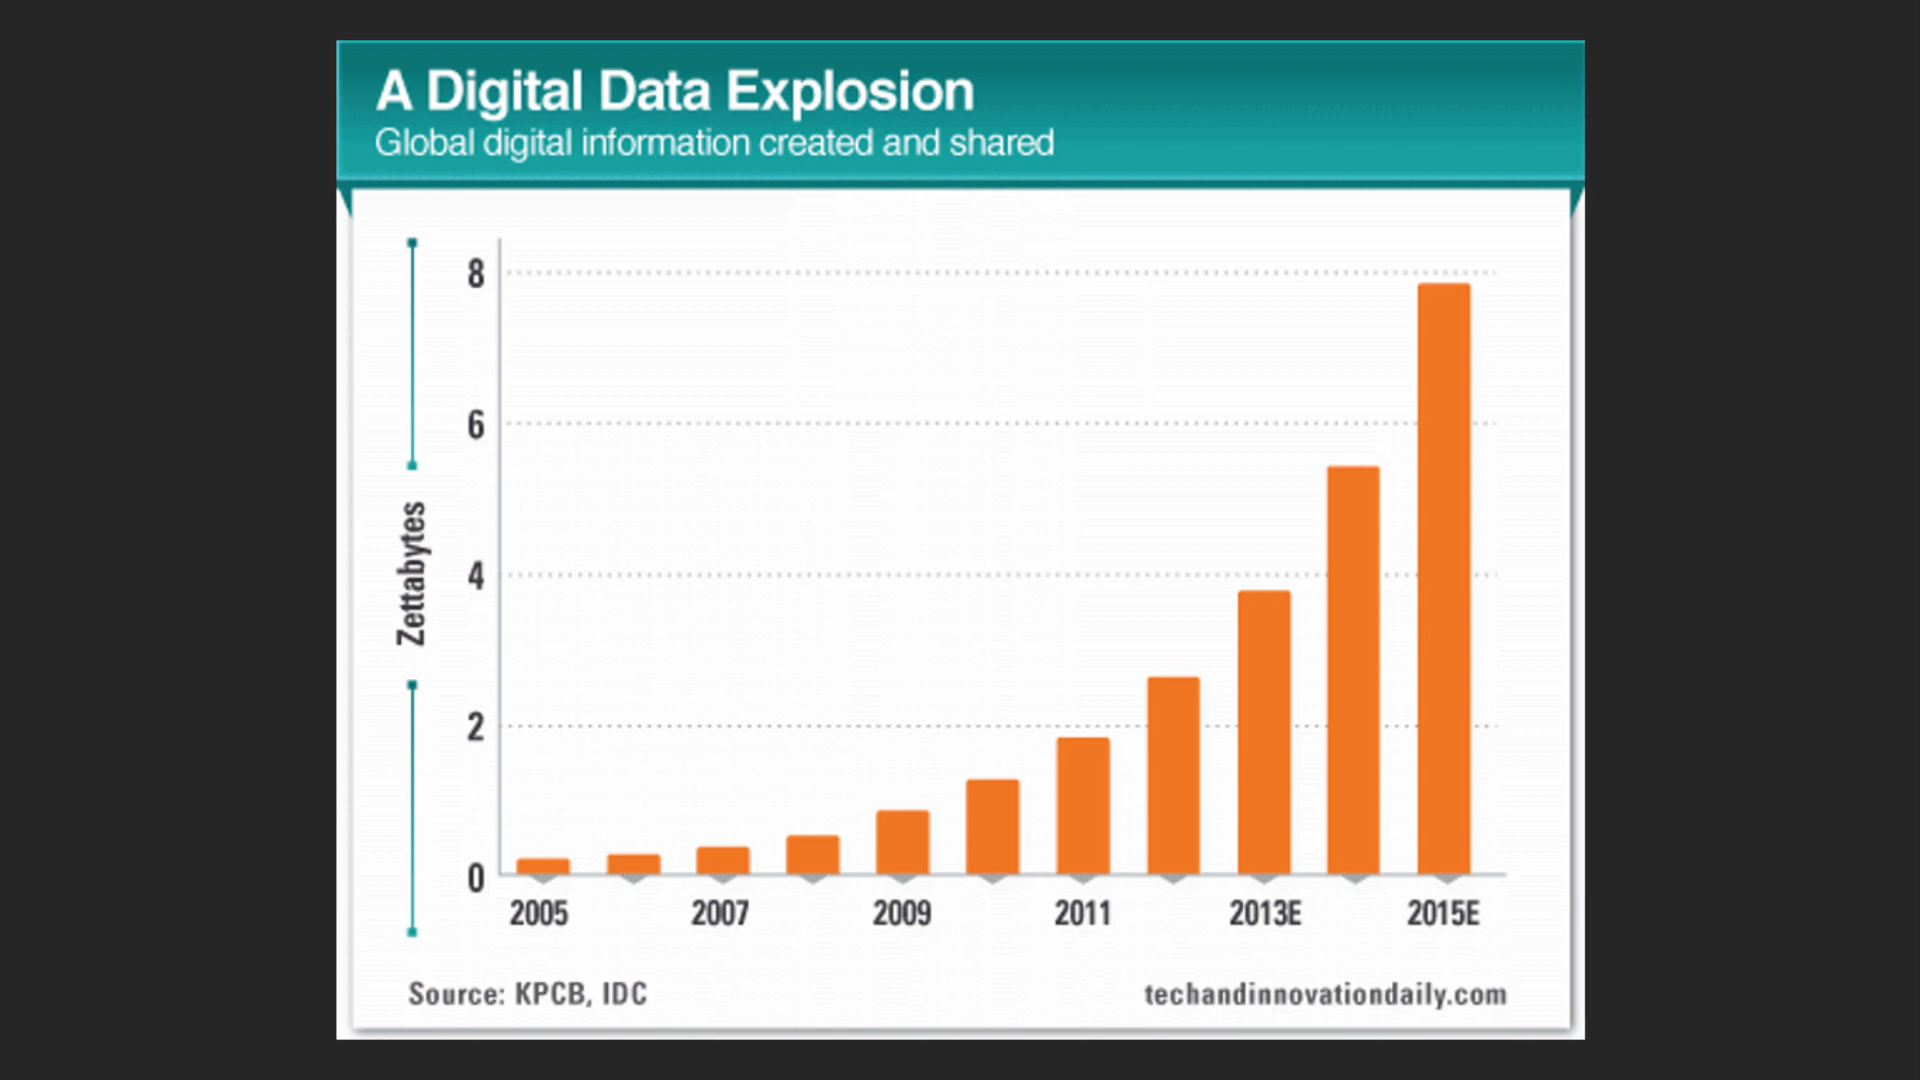 A Digital Data Explosion
Global digital information created and shared
8
6
4
2
0
Zettabytes
2005 2007 2009 2011 2013E 2015E
Source: KPCB, IDC
techandinnovationdaily.com